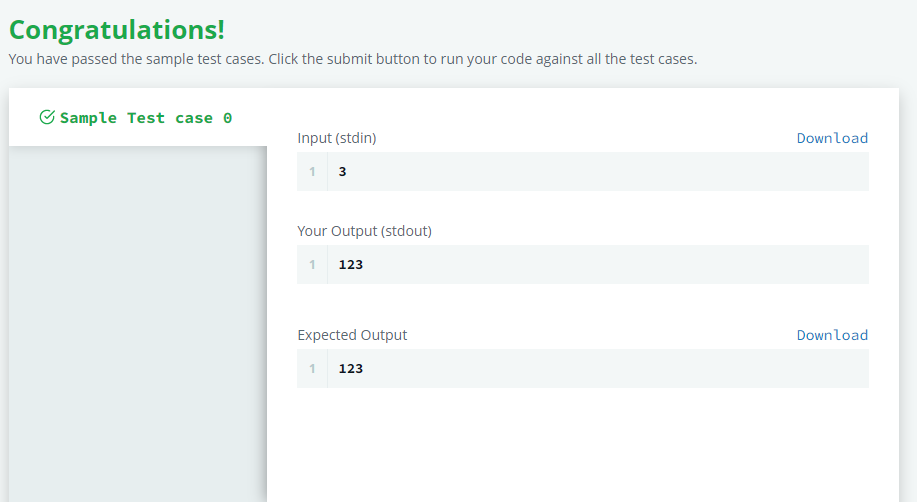 Congratulations!
You have passed the sample test cases. Click the submit button to run your code against all the test cases.
Sample Test case 0
Input (stdin)
Download
1 3
Your Output (stdout)
1 123
Expected Output
Download
1 123